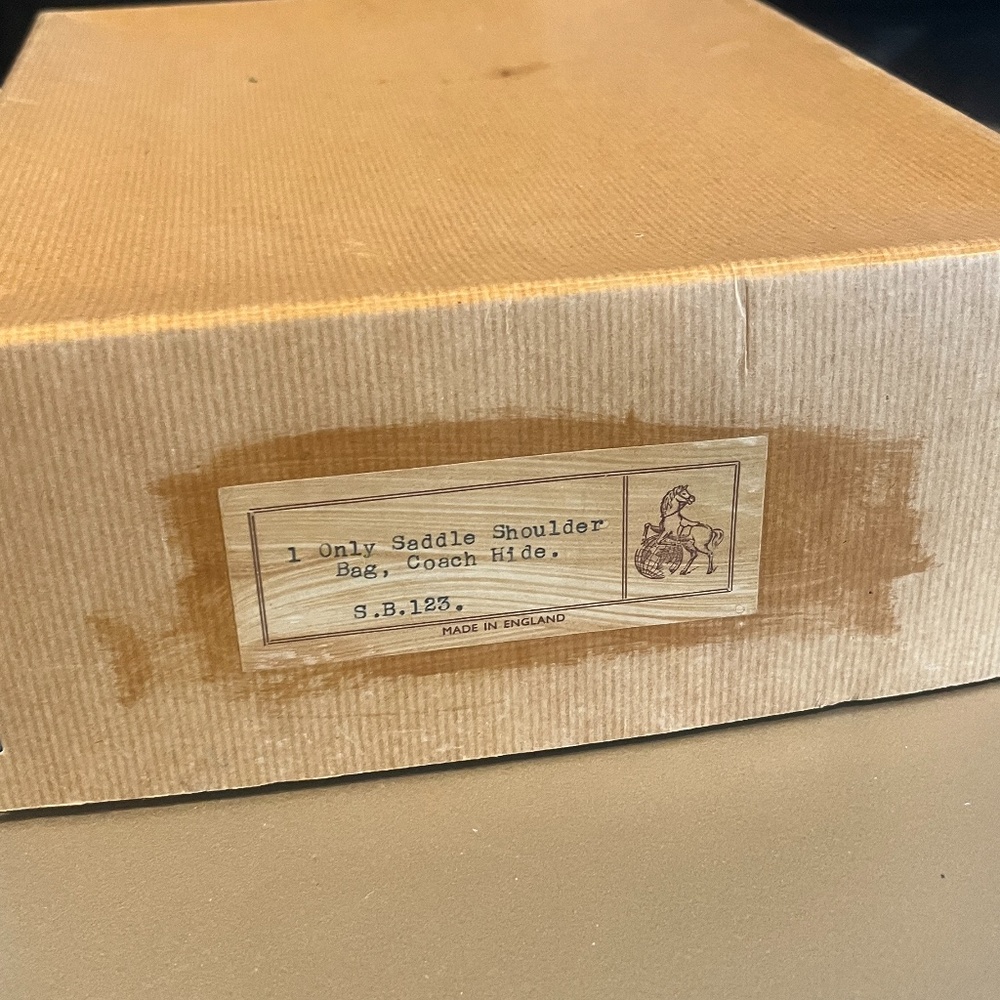 1 Only Saddle Shoulder
Bag, Coach Hide.
S.B.123.
MADE IN ENGLAND